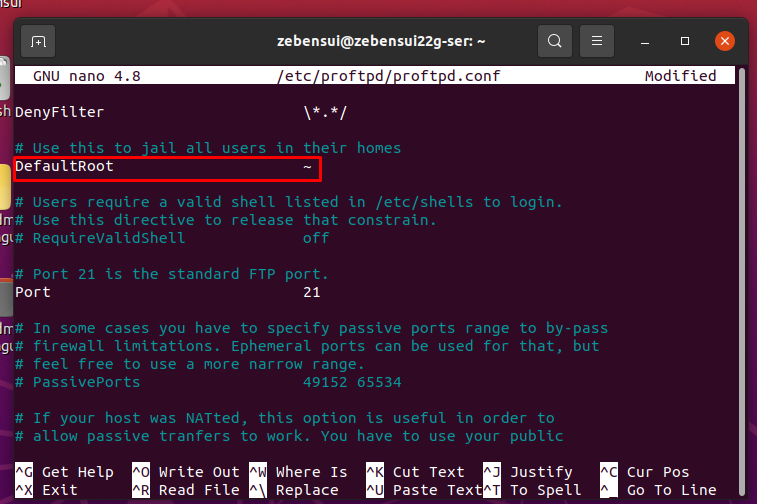 nsui
zebensui@zebensui22g-ser: ~
GNU nano 4.8 /etc/proftpd/proftpd.conf Modified
sh
DenyFilter \*.*/
# Use this to jail all users in their homes
DefaultRoot ~
# Users require a valid shell listed in /etc/shells to login.
# Use this directive to release that constrain.
# RequireValidShell off
# Port 21 is the standard FTP port.
Port 21
# In some cases you have to specify passive ports range to by-pass
# firewall limitations. Ephemeral ports can be used for that, but
# feel free to use a more narrow range.
# PassivePorts 49152 65534
# If your host was NATted, this option is useful in order to
# allow passive tranfers to work. You have to use your public
^G Get Help ^O Write Out ^W Where Is ^K Cut Text ^J Justify ^C Cur Pos
^X Exit ^R Read File ^\ Replace ^U Paste Text ^T To Spell ^_ Go To Line